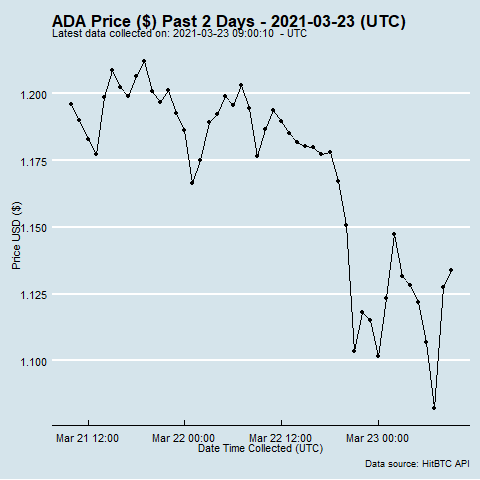 ADA Price ($) Past 2 Days - 2021-03-23 (UTC)
Latest data collected on: 2021-03-23 09:00:10  - UTC
1.200
1.175
1.150
1.125
1.100
Price USD ($)
Mar 21 12:00
Mar 22 00:00
Mar 22 12:00
Mar 23 00:00
Date Time Collected (UTC)
Data source: HitBTC API